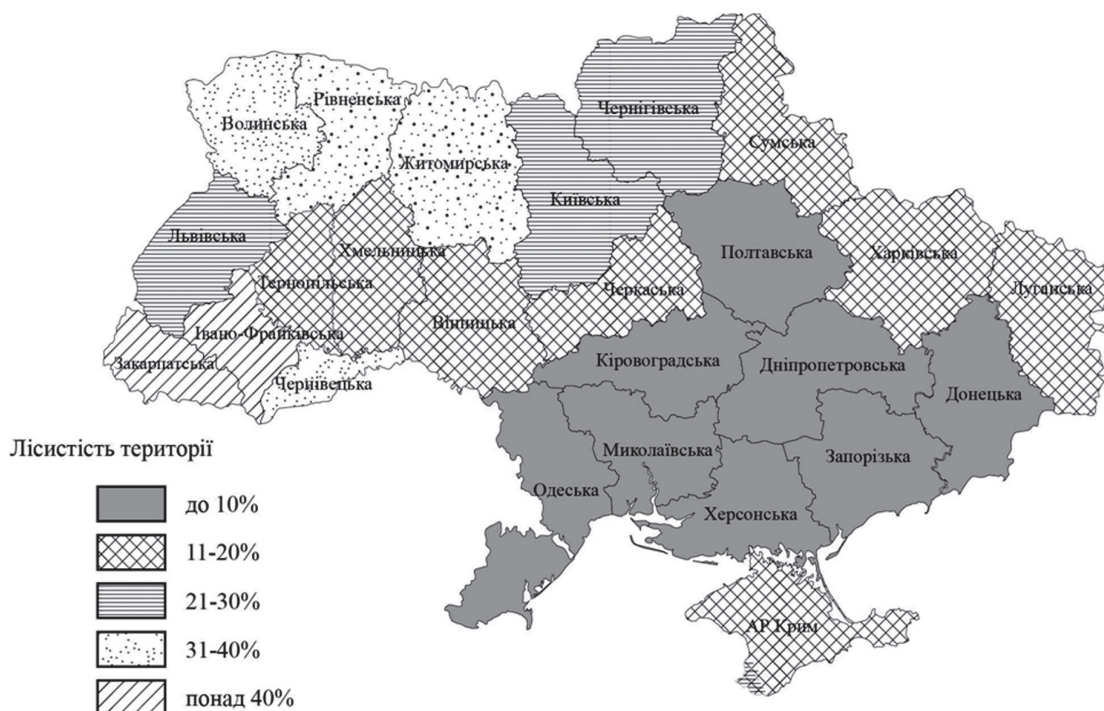 Чернігівська
Рівненська
Волинська
Сумська
Житомирська
Київська
Львівська
Хмельницька
Полтавська
Харківська
Тернопільська
Черкаська
Луганська
Вінницька
Івано-Франківська
Закарпатська
Чернівецька
Кіровоградська
Дніпропетровська
Донецька
Миколаївська
Запорізька
Одеська
Херсонська
АР Крим
Лісистість території
до 10%
11-20%
21-30%
31-40%
понад 40%